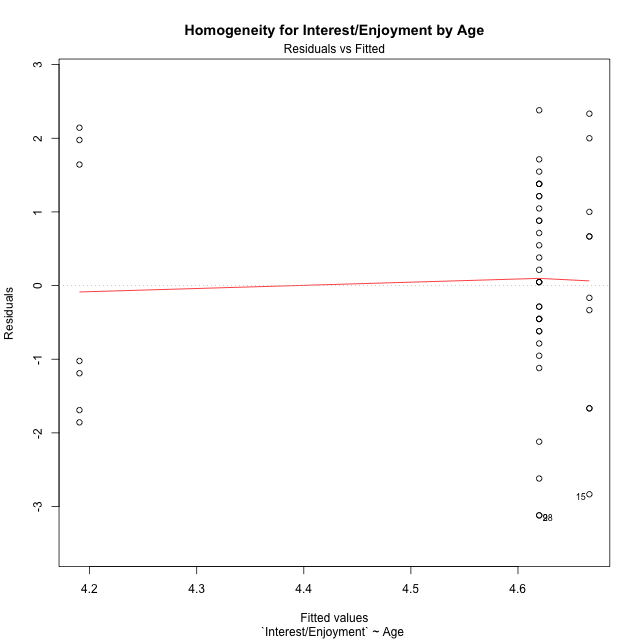 Homogeneity for Interest/Enjoyment by Age
Residuals vs Fitted
3
2
1
0
-1
-2
-3
Residuals
15
4.2
4.3
4.4
4.5
4.6
Fitted values
`Interest/Enjoyment` ~ Age